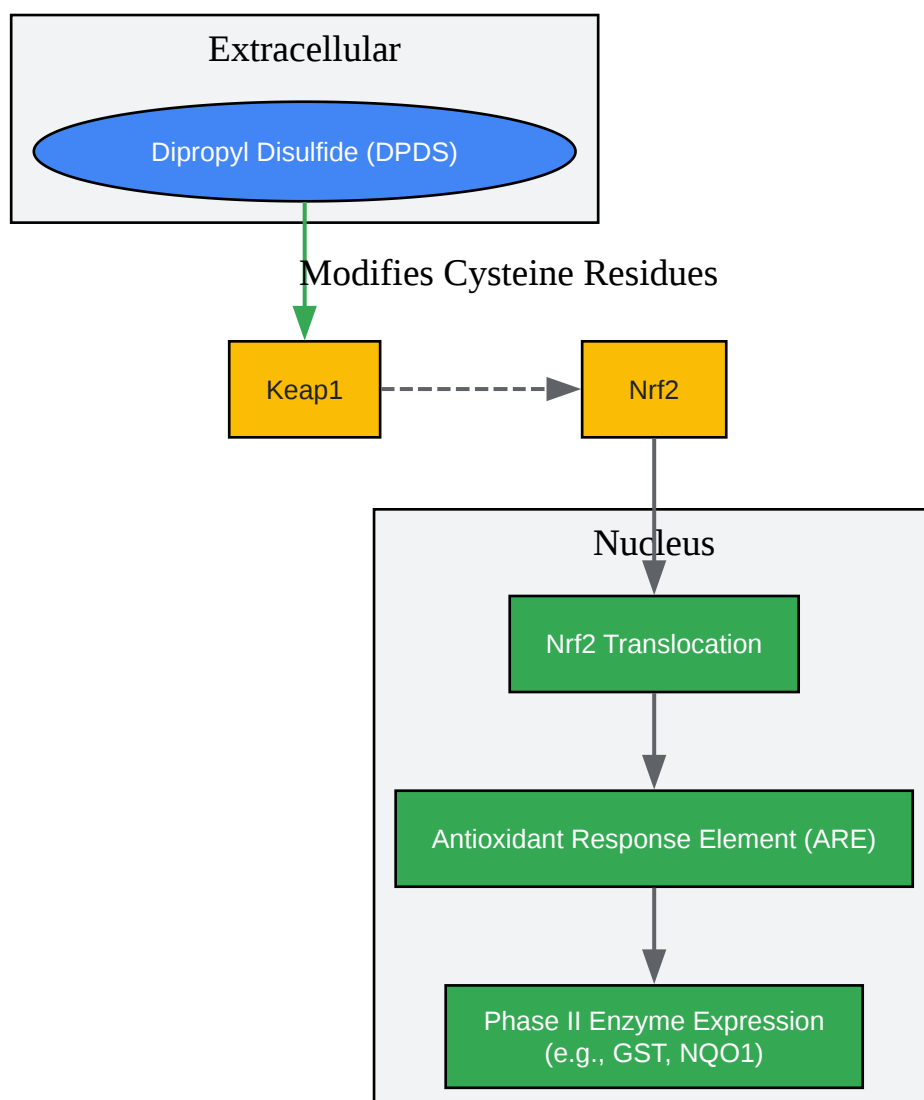 Extracellular
Dipropyl Disulfide (DPDS)
Modifies Cysteine Residues
Keap1
Nrf2
Nucleus
Nrf2 Translocation
Antioxidant Response Element (ARE)
Phase II Enzyme Expression
(e.g., GST, NQO1)